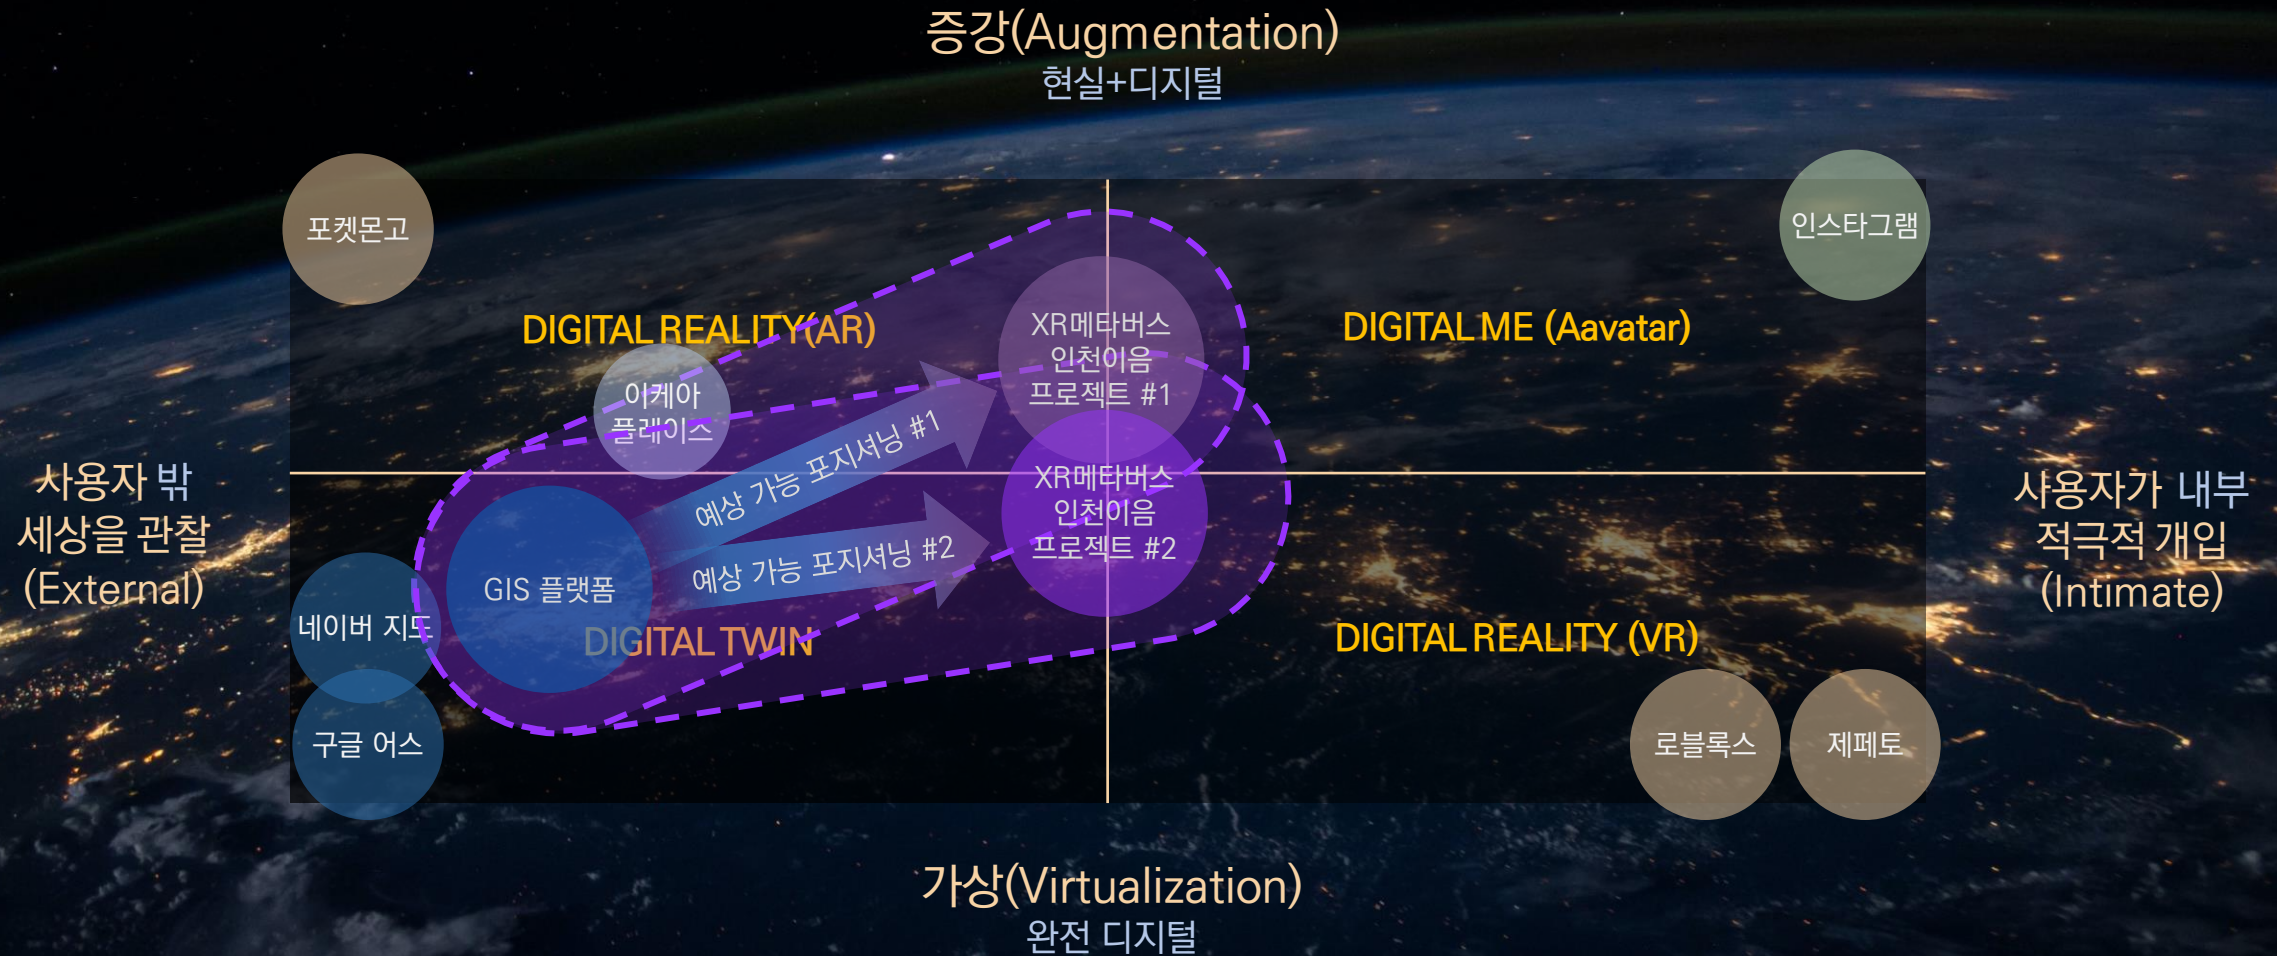 증강(Augmentation)
현실+디지털
포켓몬고
인스타그램
DIGITAL REALITY(AR)
DIGITAL ME (Aavatar)
XR메타버스
인천이음
프로젝트 #1
이케아
플레이스
예상 가능 포지셔닝 #1
사용자 밖
세상을 관찰
(External)
사용자가 내부
적극적 개입
(Intimate)
XR메타버스
인천이음
프로젝트 #2
예상 가능 포지셔닝 #2
GIS 플랫폼
네이버 지도
DIGITAL TWIN
DIGITAL REALITY (VR)
구글 어스
로블록스
제페토
가상(Virtualization)
완전 디지털